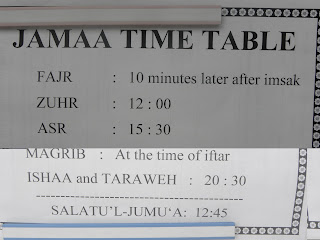 JAMAA TIME TABLE
FAJR : 10 minutes later after imsak
ZUHR : 12 : 00
ASR : 15 : 30
MAGRIB : At the time of iftar
ISHAA and TARAWEH : 20 : 30
------------------------------------
SALATU'L-JUMU'A: 12:45